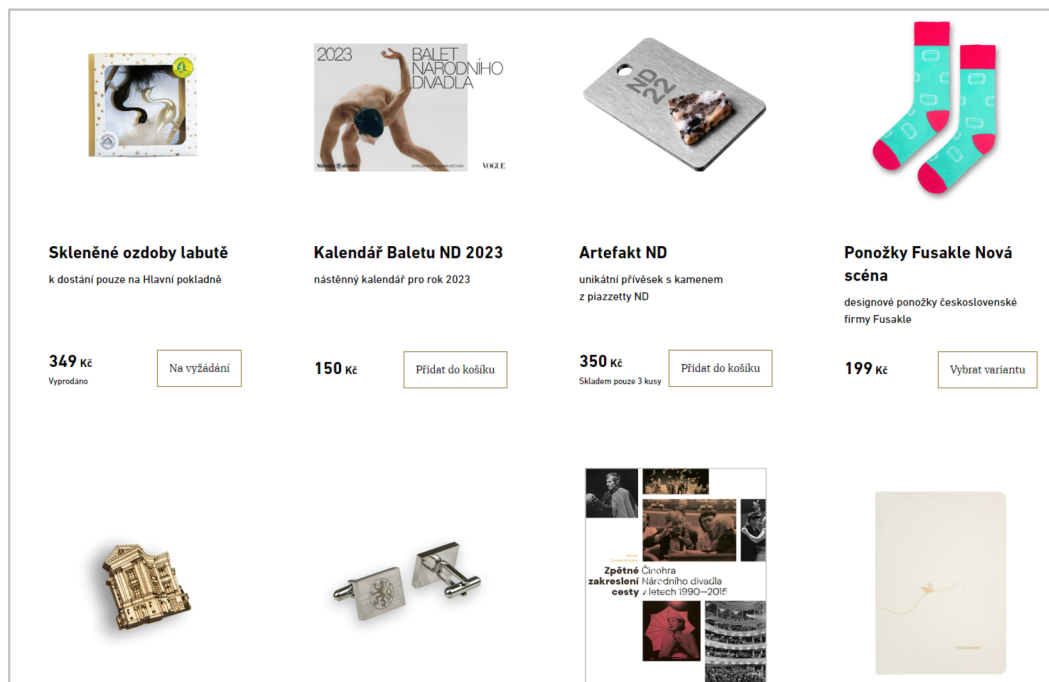 2023
BALET
NÁRODNÍHO
DIVADLA
Národní divadlo
VOGUE
ND
22
Skleněné ozdoby labutě
k dostání pouze na Hlavní pokladně
349 Kč
Vyprodáno
Na vyžádání
Kalendář Baletu ND 2023
nástěnný kalendář pro rok 2023
150 Kč
Přidat do košíku
Artefakt ND
unikátní přívěsek s kamenem
z piazzetty ND
350 Kč
Skladem pouze 3 kusy
Přidat do košíku
Ponožky Fusakle Nová
scéna
designové ponožky československé
firmy Fusakle
199 Kč
Vybrat variantu
Zpětné Činohra
zakreslení Národního divadla
cesty v letech 1990—2015